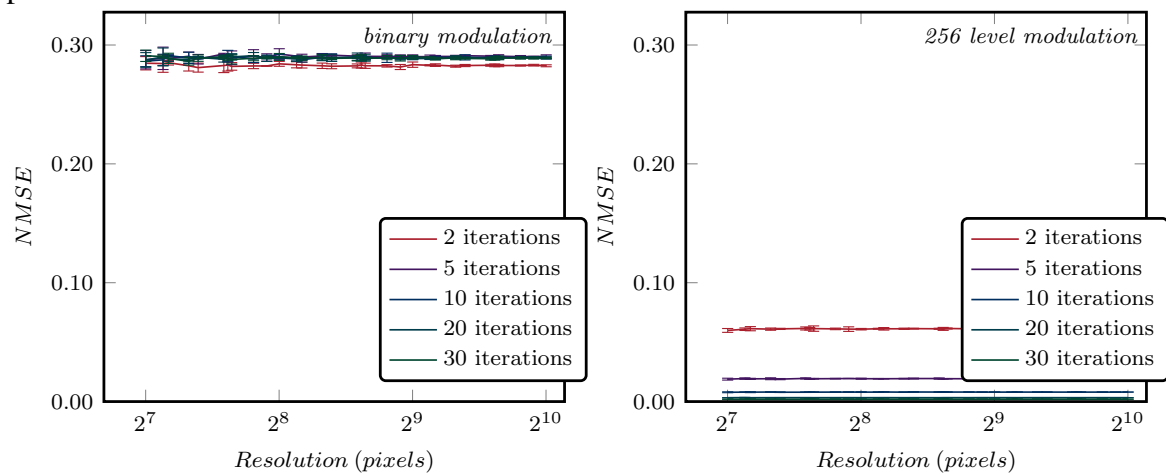 0.30
0.20
0.10
0.00
NMSE
binary modulation
2 iterations
5 iterations
10 iterations
20 iterations
30 iterations
2^7
2^8
2^9
2^10
Resolution (pixels)
0.30
0.20
0.10
0.00
NMSE
256 level modulation
2 iterations
5 iterations
10 iterations
20 iterations
30 iterations
2^7
2^8
2^9
2^10
Resolution (pixels)